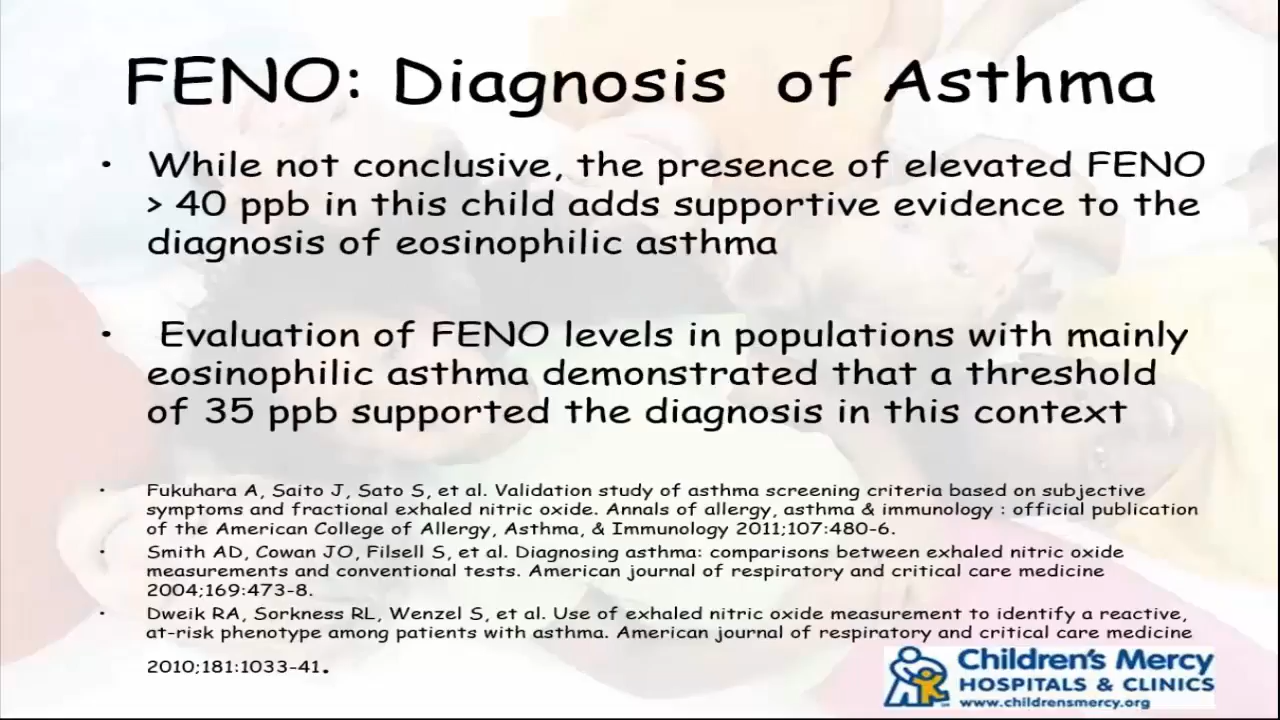 FENO: Diagnosis of Asthma
• While not conclusive, the presence of elevated FENO
> 40 ppb in this child adds supportive evidence to the
diagnosis of eosinophilic asthma
• Evaluation of FENO levels in populations with mainly
eosinophilic asthma demonstrated that a threshold
of 35 ppb supported the diagnosis in this context
• Fukuhara A, Saito J, Sato S, et al. Validation study of asthma screening criteria based on subjective
symptoms and fractional exhaled nitric oxide. Annals of allergy, asthma & immunology : official publication
of the American College of Allergy, Asthma, & Immunology 2011;107:480-6.
• Smith AD, Cowan JO, Filsell S, et al. Diagnosing asthma: comparisons between exhaled nitric oxide
measurements and conventional tests. American journal of respiratory and critical care medicine
2004;169:473-8.
• Dweik RA, Sorkness RL, Wenzel S, et al. Use of exhaled nitric oxide measurement to identify a reactive,
at-risk phenotype among patients with asthma. American journal of respiratory and critical care medicine
2010;181:1033-41.
Children's Mercy
HOSPITALS & CLINICS
www.childrensmercy.org